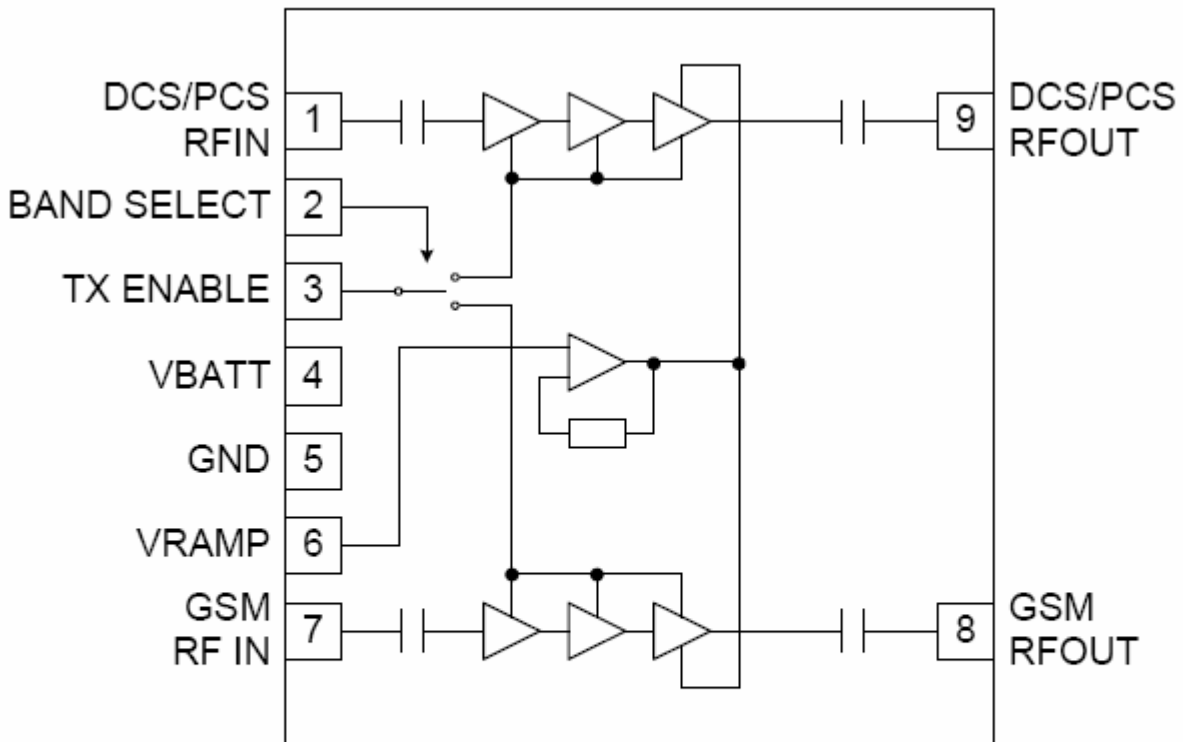 DCS/PCS
RFIN
1
BAND SELECT
2
TX ENABLE
3
VBATT
4
GND
5
VRAMP
6
GSM
RF IN
7
9
DCS/PCS
RFOUT
8
GSM
RFOUT